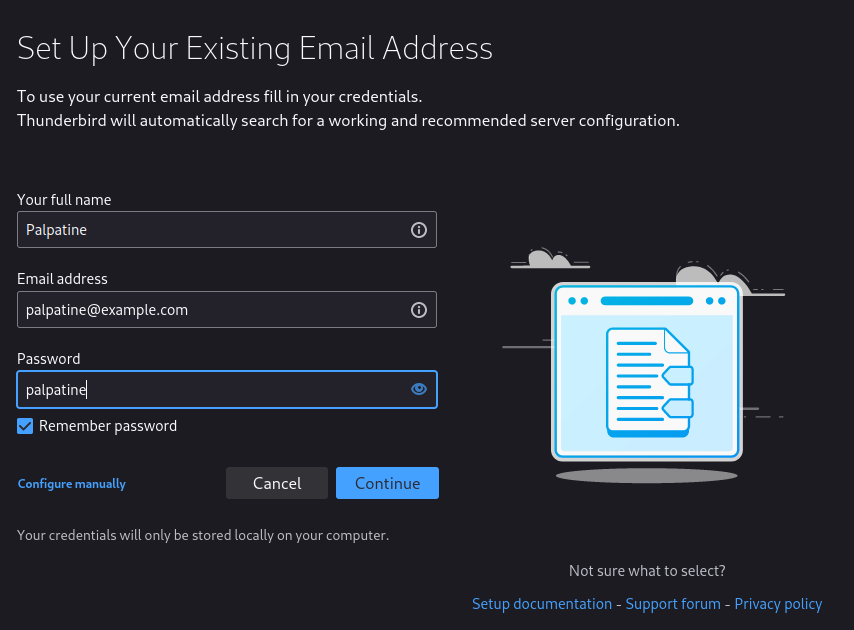 Set Up Your Existing Email Address
To use your current email address fill in your credentials.
Thunderbird will automatically search for a working and recommended server configuration.
Your full name
Palpatine
Email address
palpatine@example.com
Password
palpatine
Remember password
Configure manually
Cancel
Continue
Your credentials will only be stored locally on your computer.
Not sure what to select?
Setup documentation - Support forum - Privacy policy